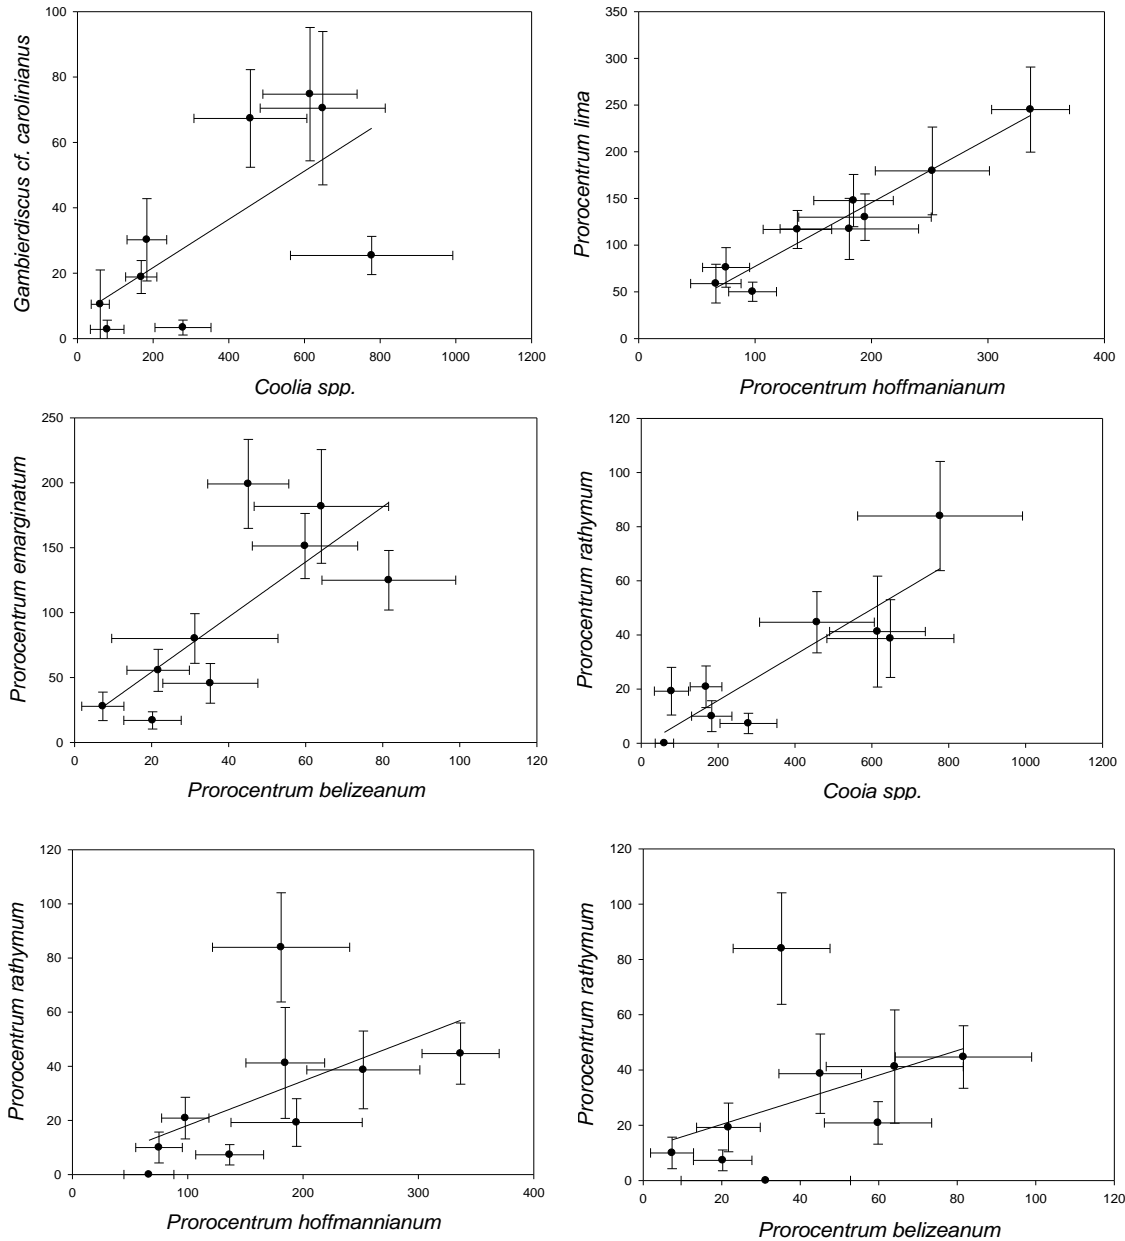 100
80
60
40
20
0
0 200 400 600 800 1000 1200
Gambierdiscus cf. carolinianus
Coolia spp.
350
300
250
200
150
100
50
0
0 100 200 300 400
Prorocentrum lima
Prorocentrum hoffmanianum
250
200
150
100
50
0
0 20 40 60 80 100 120
Prorocentrum emarginatum
Prorocentrum belizeanum
120
100
80
60
40
20
0
0 200 400 600 800 1000 1200
Prorocentrum rathymum
Cooia spp.
120
100
80
60
40
20
0
0 100 200 300 400
Prorocentrum rathymum
Prorocentrum hoffmannianum
120
100
80
60
40
20
0
0 20 40 60 80 100 120
Prorocentrum rathymum
Prorocentrum belizeanum